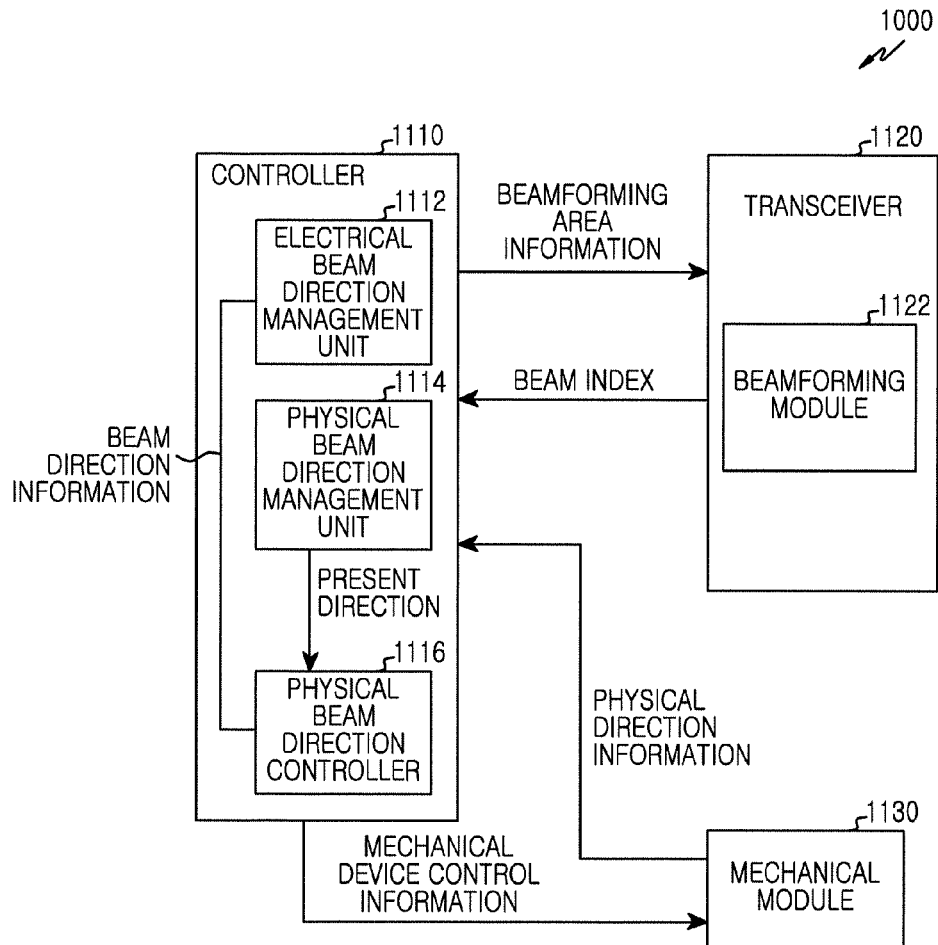 1000
1110
CONTROLLER
1112
ELECTRICAL
BEAM
DIRECTION
MANAGEMENT
UNIT
1114
PHYSICAL
BEAM
DIRECTION
MANAGEMENT
UNIT
PRESENT
DIRECTION
1116
PHYSICAL
BEAM
DIRECTION
CONTROLLER
BEAM
DIRECTION
INFORMATION
BEAMFORMING
AREA
INFORMATION
BEAM INDEX
1120
TRANSCEIVER
1122
BEAMFORMING
MODULE
PHYSICAL
DIRECTION
INFORMATION
MECHANICAL
DEVICE CONTROL
INFORMATION
1130
MECHANICAL
MODULE